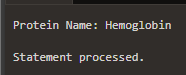 Protein Name: Hemoglobin
Statement processed.